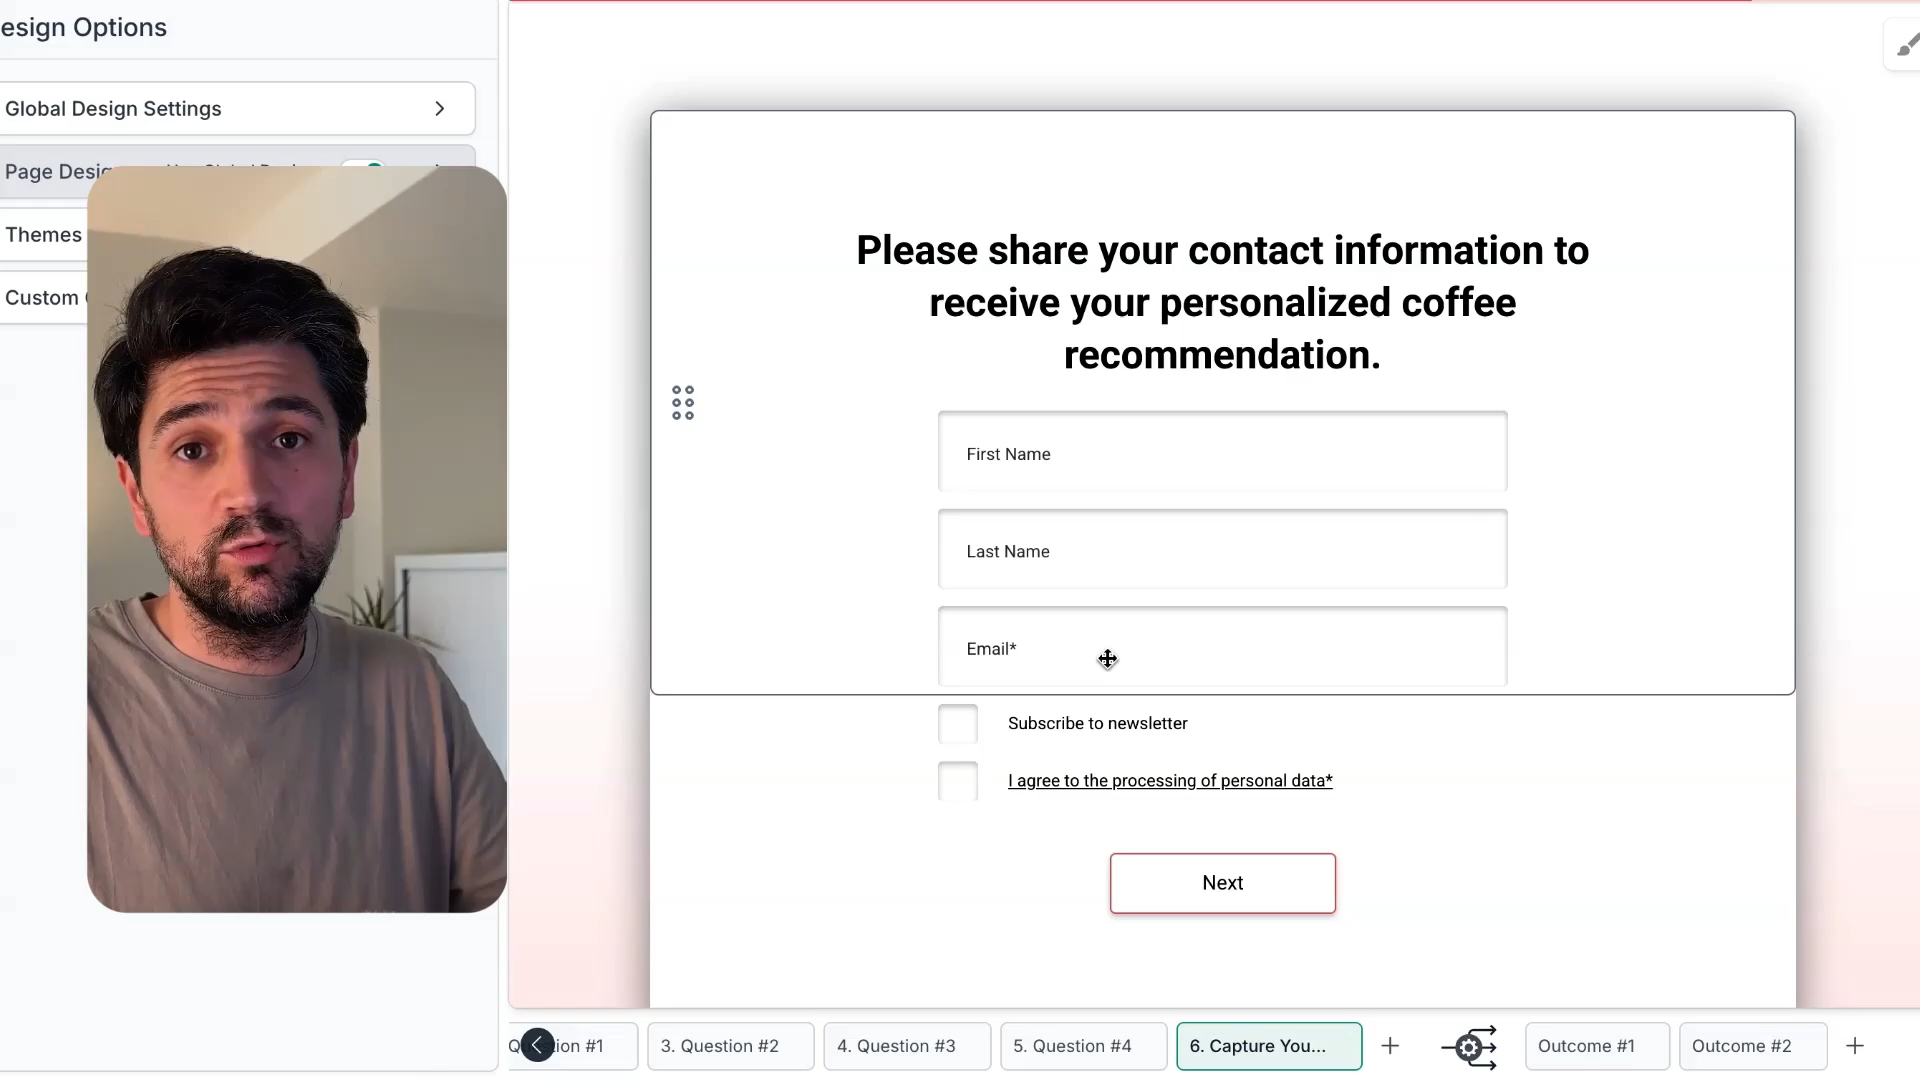 esign Options
Global Design Settings
Page Desig
Themes
Custom
Please share your contact information to
receive your personalized coffee
recommendation.
First Name
Last Name
Email*
Subscribe to newsletter
I agree to the processing of personal data*
Next
Q tion #1
3. Question #2
4. Question #3
5. Question #4
6. Capture You...
Outcome #1
Outcome #2